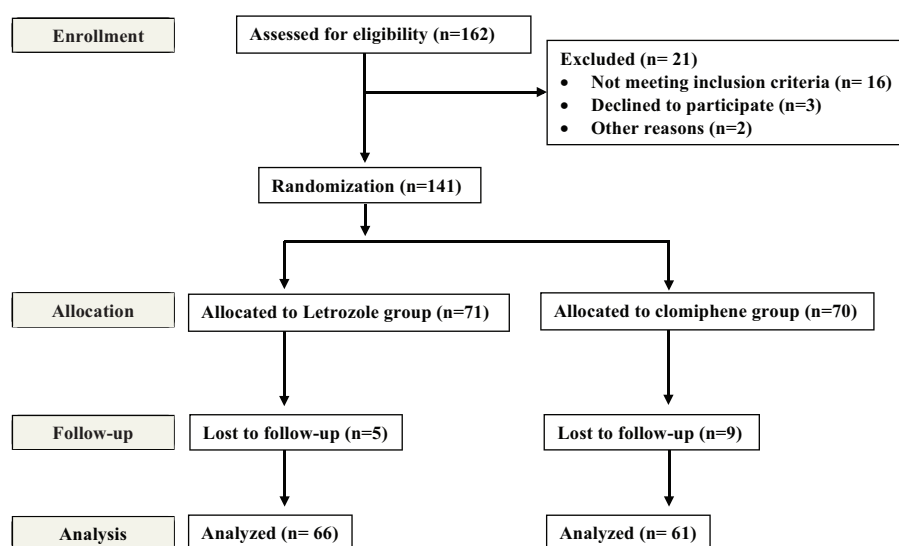 Enrollment
Assessed for eligibility (n=162)
Excluded (n= 21)
• Not meeting inclusion criteria (n= 16)
• Declined to participate (n=3)
• Other reasons (n=2)
Randomization (n=141)
Allocation
Allocated to Letrozole group (n=71)
Allocated to clomiphene group (n=70)
Follow-up
Lost to follow-up (n=5)
Lost to follow-up (n=9)
Analysis
Analyzed (n= 66)
Analyzed (n= 61)